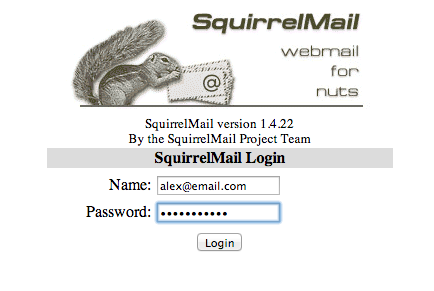 SquirrelMail
webmail
for
nuts
@
SquirrelMail version 1.4.22
By the SquirrelMail Project Team
SquirrelMail Login
Name: alex@email.com
Password: •••••••••••
Login